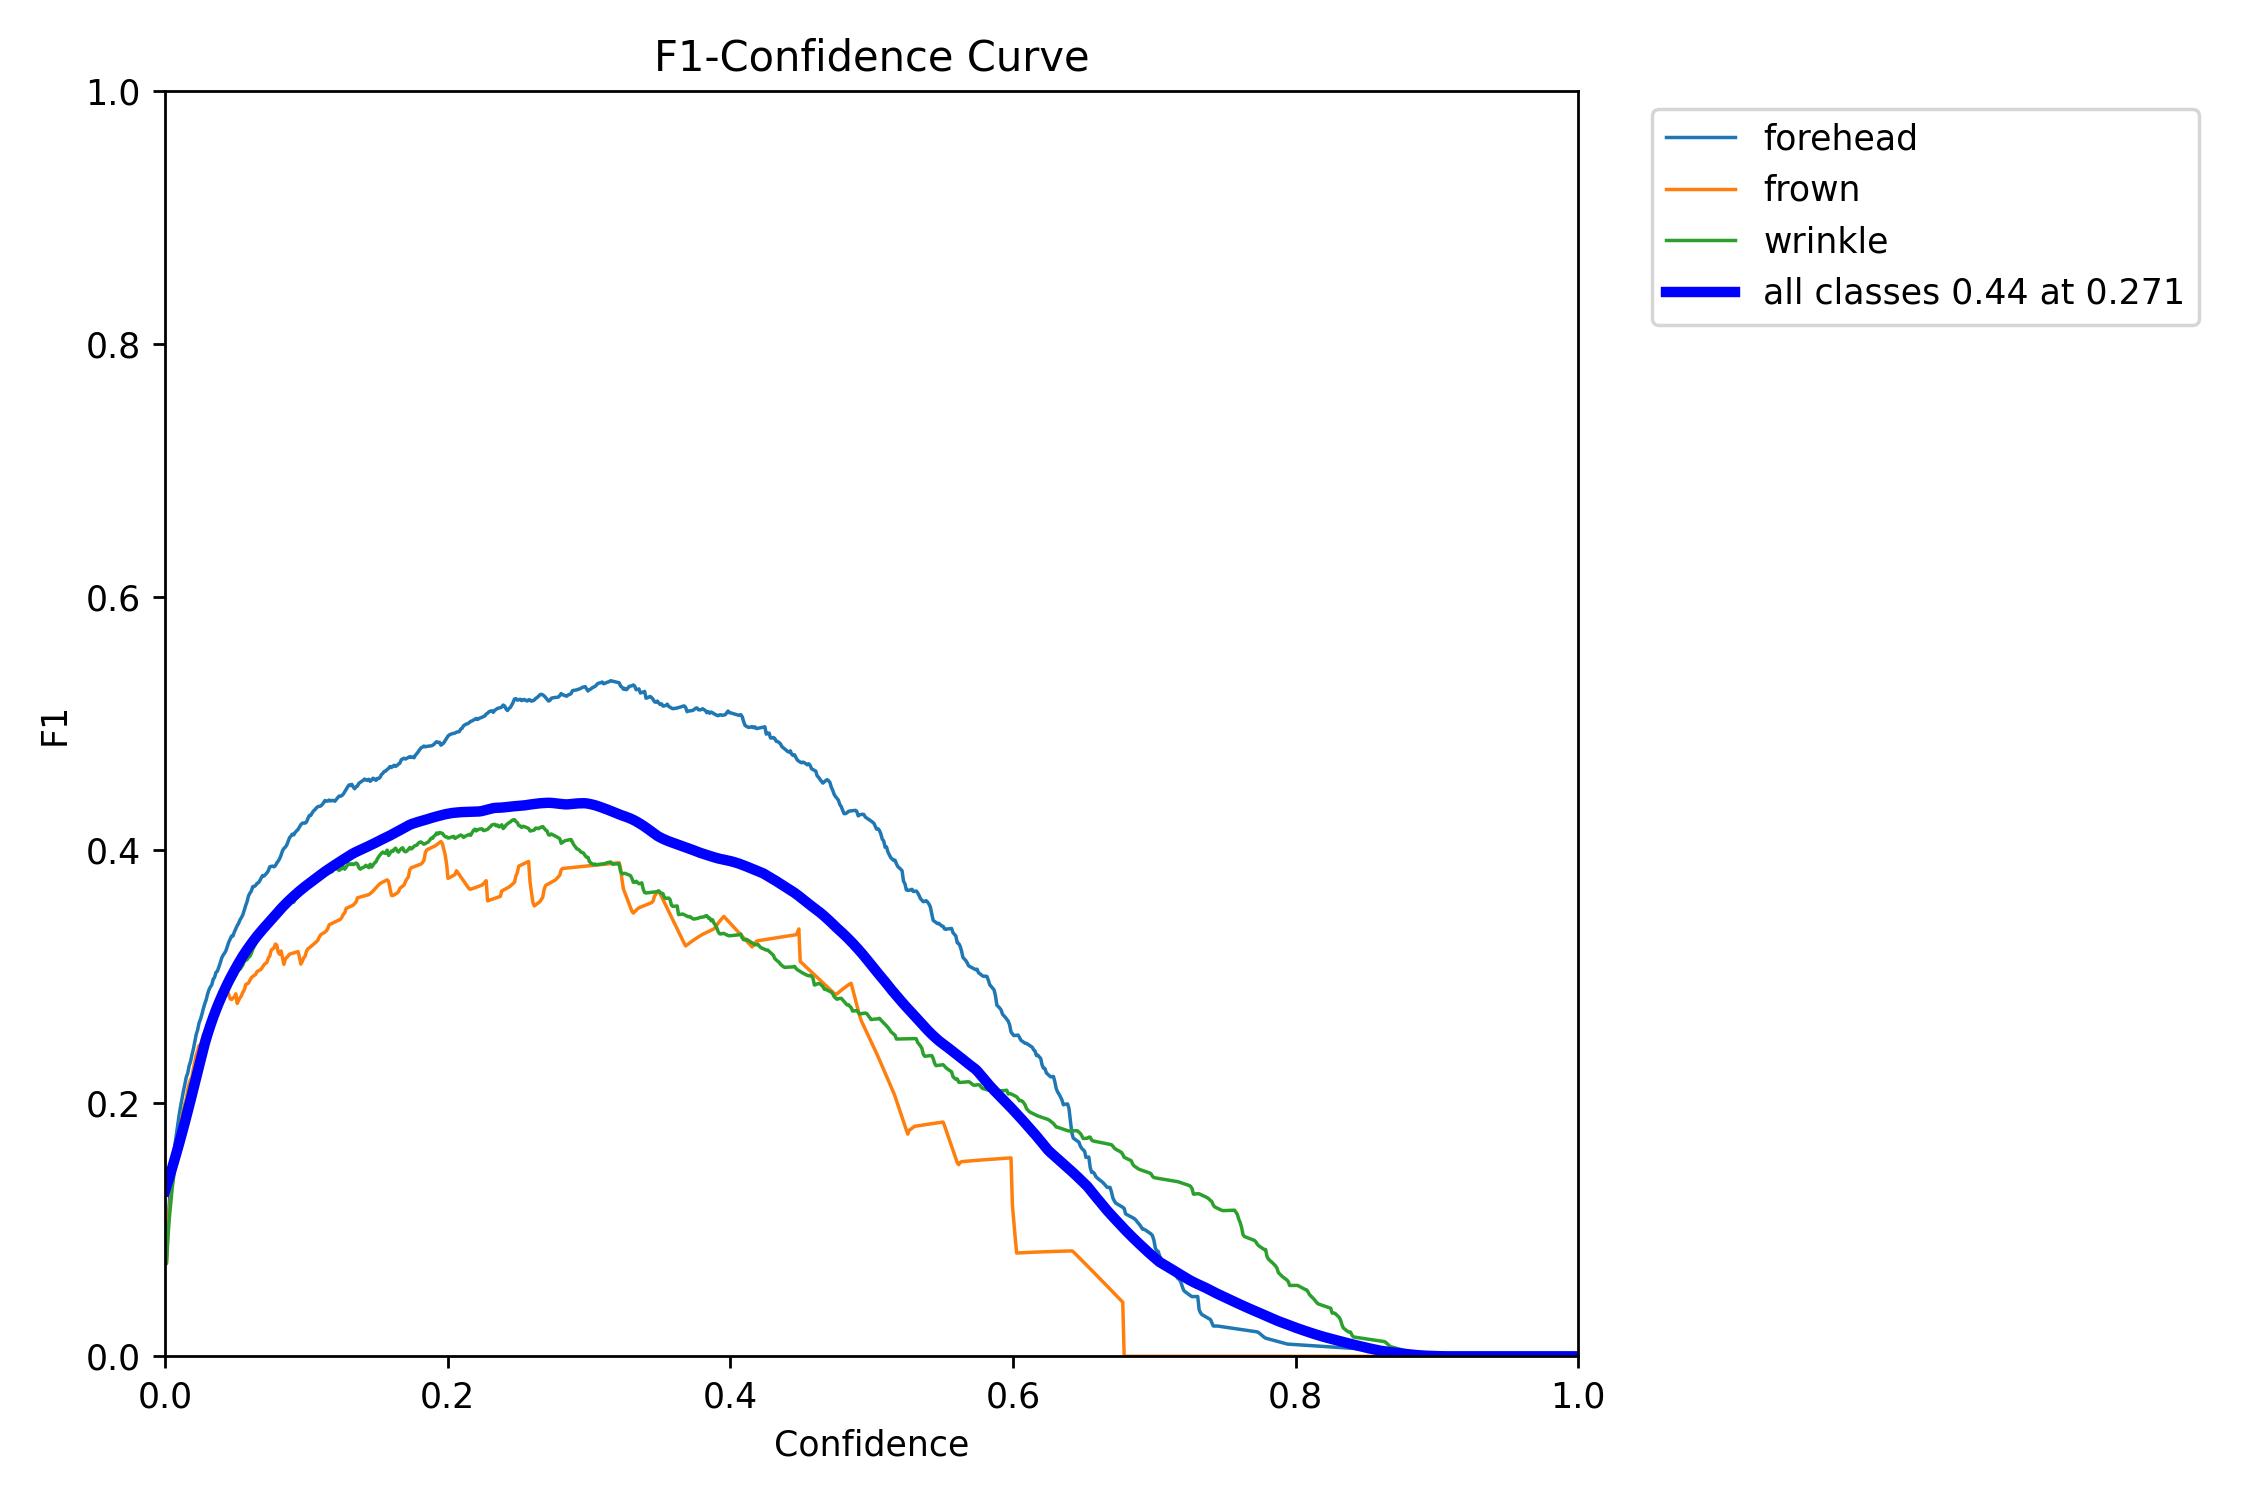 F1-Confidence Curve
1.0
0.8
0.6
0.4
0.2
0.0
F1
0.0 0.2 0.4 0.6 0.8 1.0
Confidence
forehead
frown
wrinkle
all classes 0.44 at 0.271